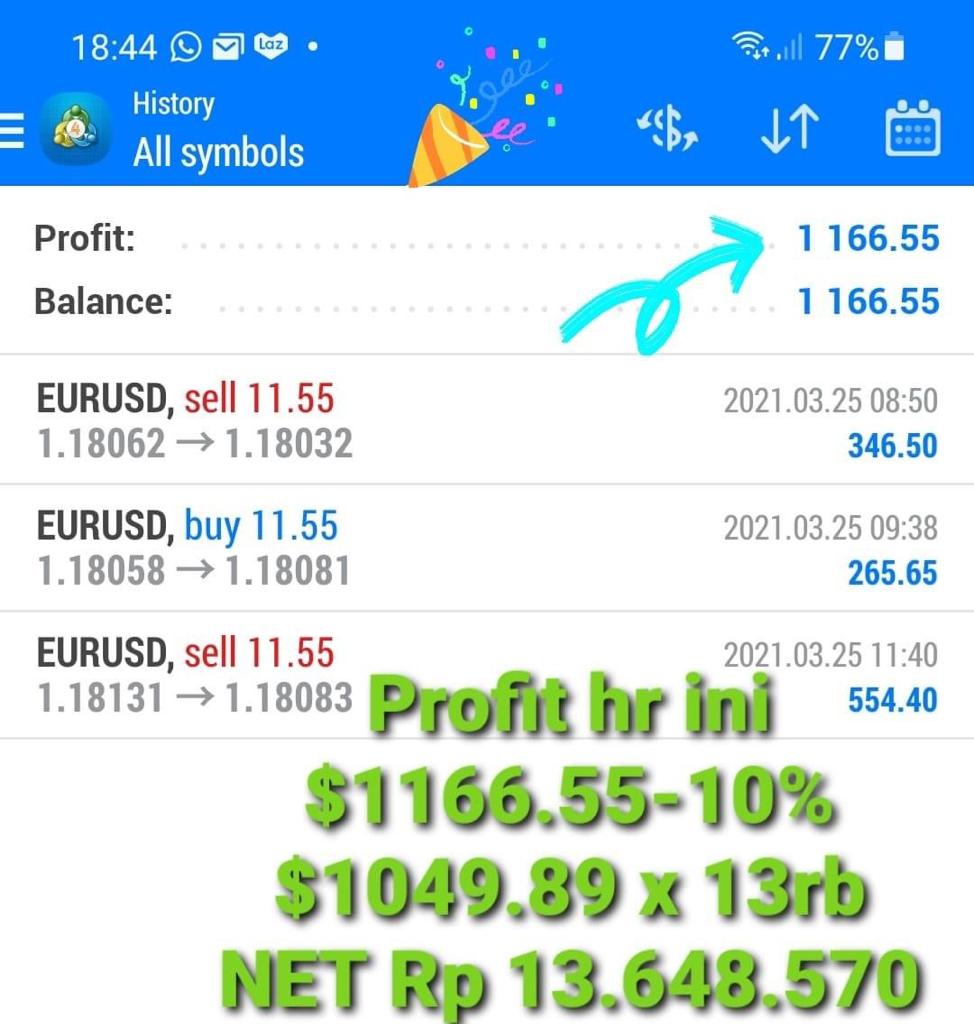 18:44 Laz 77%
History
4
All symbols
Profit: 1 166.55
Balance: 1 166.55
EURUSD, sell 11.55 2021.03.25 08:50
1.18062 → 1.18032 346.50
EURUSD, buy 11.55 2021.03.25 09:38
1.18058 → 1.18081 265.65
EURUSD, sell 11.55 2021.03.25 11:40
1.18131 → 1.18083 554.40
Profit hr ini
$1166.55-10%
$1049.89 x 13rb
NET Rp 13.648.570